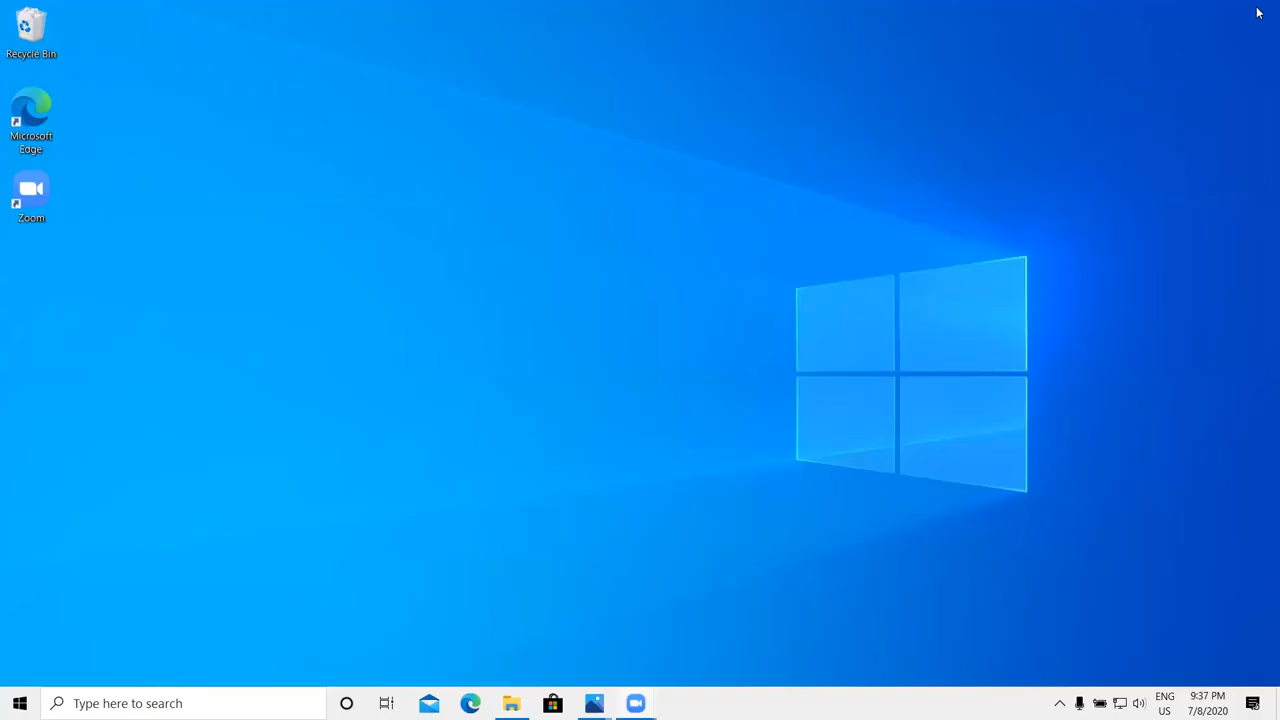 Recycle Bin
Microsoft
Edge
Zoom
Type here to search
ENG
US
9:37 PM
7/8/2020